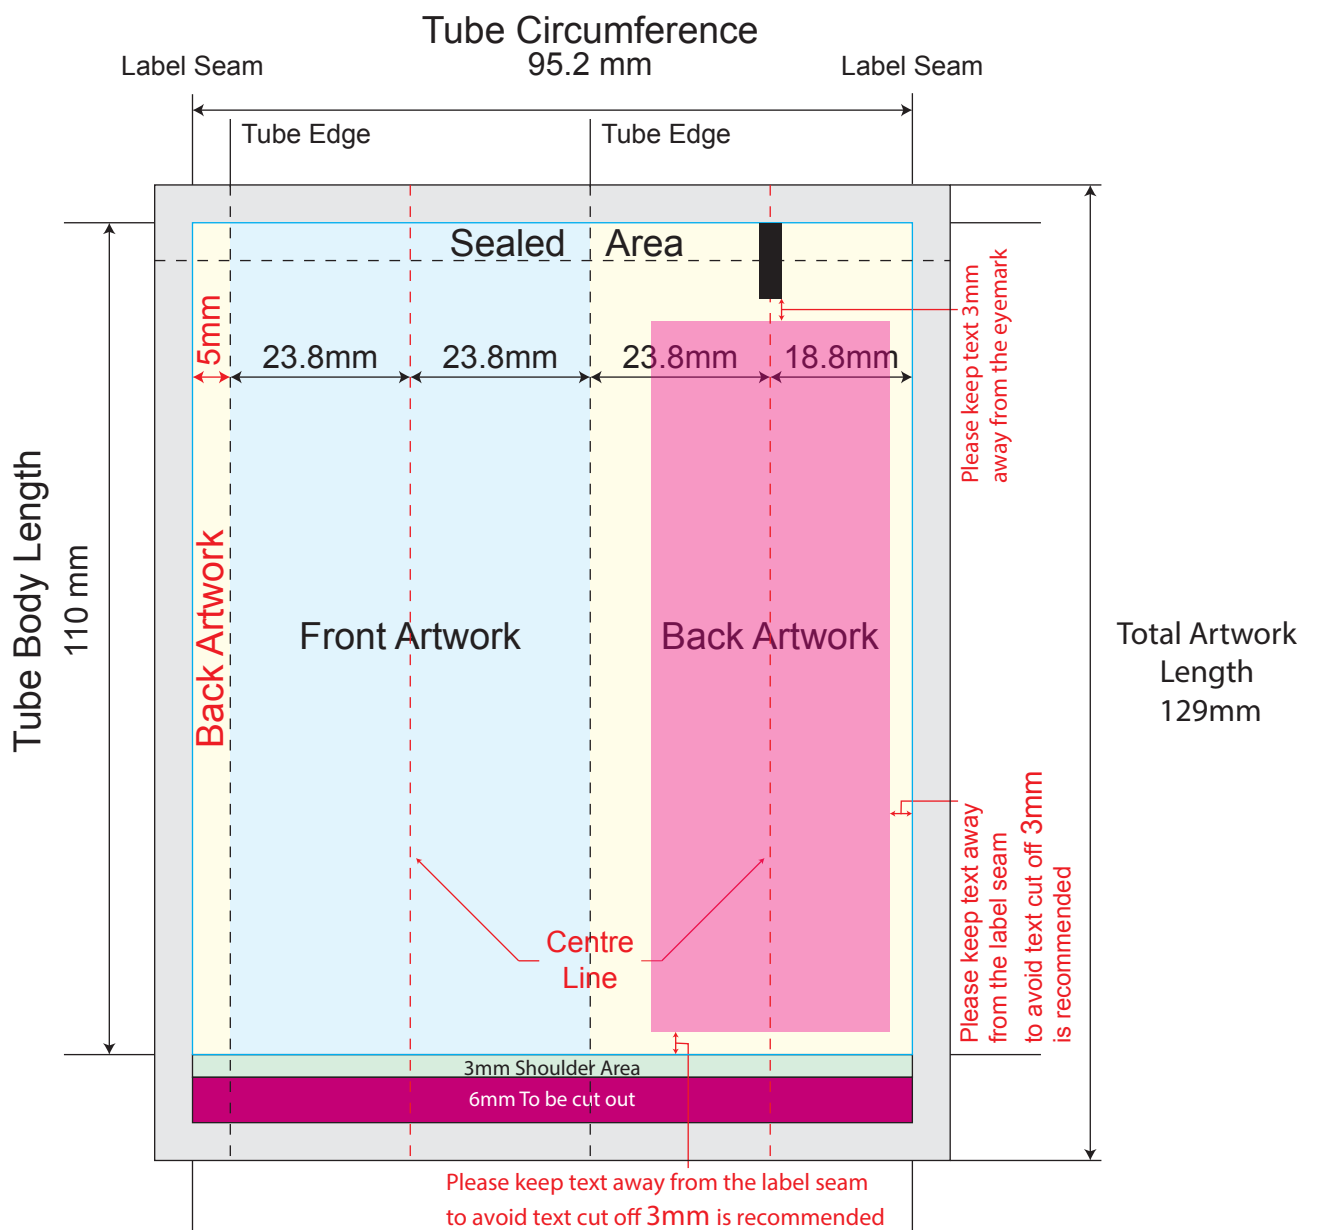 Tube Circumference
95.2 mm
Label Seam
Label Seam
Tube Edge
Tube Edge
Sealed Area
5mm
23.8mm
23.8mm
23.8mm
18.8mm
Please keep text 3mm
away from the eyemark
Tube Body Length
110 mm
Back Artwork
Front Artwork
Back Artwork
Total Artwork
Length
129mm
Please keep text away
from the label seam
to avoid text cut off 3mm
is recommended
Centre
Line
3mm Shoulder Area
6mm To be cut out
Please keep text away from the label seam
to avoid text cut off 3mm is recommended